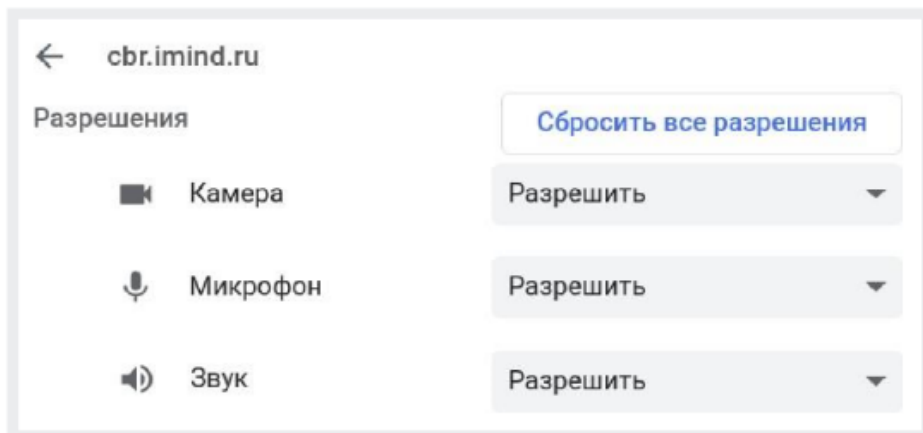 cbr.imind.ru
Разрешения
Сбросить все разрешения
Камера
Разрешить
Микрофон
Разрешить
Звук
Разрешить